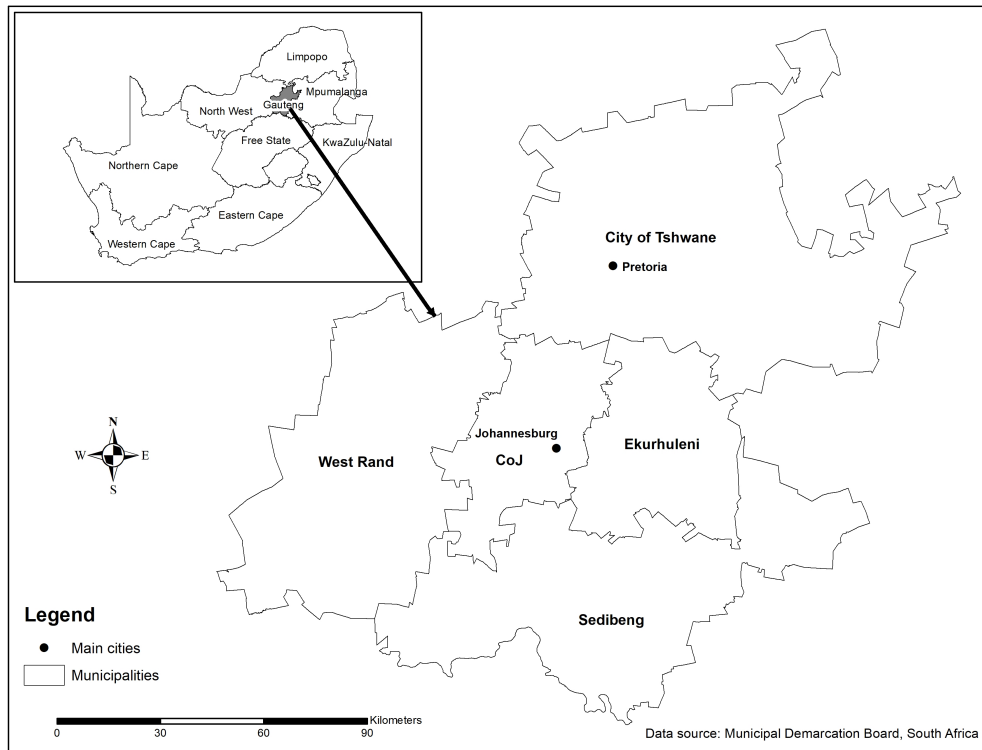 Limpopo
Mpumalanga
North West
Gauteng
Free State
KwaZulu-Natal
Northern Cape
Eastern Cape
Western Cape
City of Tshwane
Pretoria
Johannesburg
CoJ
Ekurhuleni
West Rand
Sedibeng
N
W
E
S
Legend
Main cities
Municipalities
Kilometers
0 30 60 90
Data source: Municipal Demarcation Board, South Africa